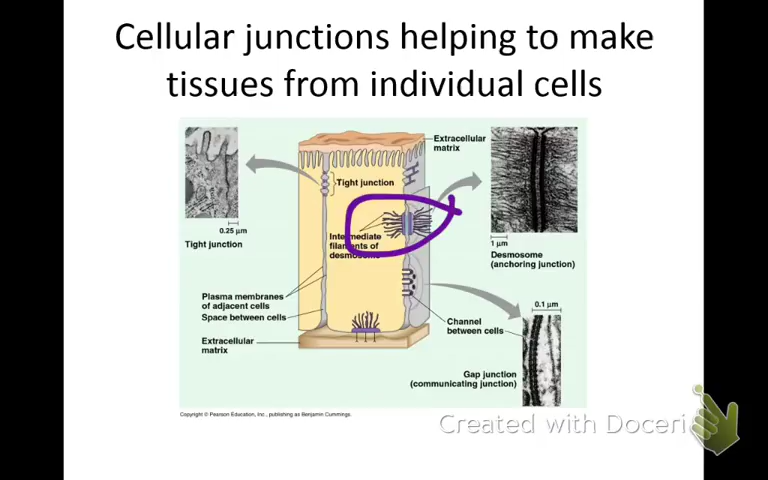 Cellular junctions helping to make
tissues from individual cells
Extracellular
matrix
Tight junction
0.25 μm
Tight junction
Intermediate
filaments of
desmosome
1 μm
Desmosome
(anchoring junction)
Plasma membranes
of adjacent cells
Space between cells
0.1 μm
Channel
between cells
Extracellular
matrix
Gap junction
(communicating junction)
Copyright © Pearson Education, Inc., publishing as Benjamin Cummings.
Created with Doceri